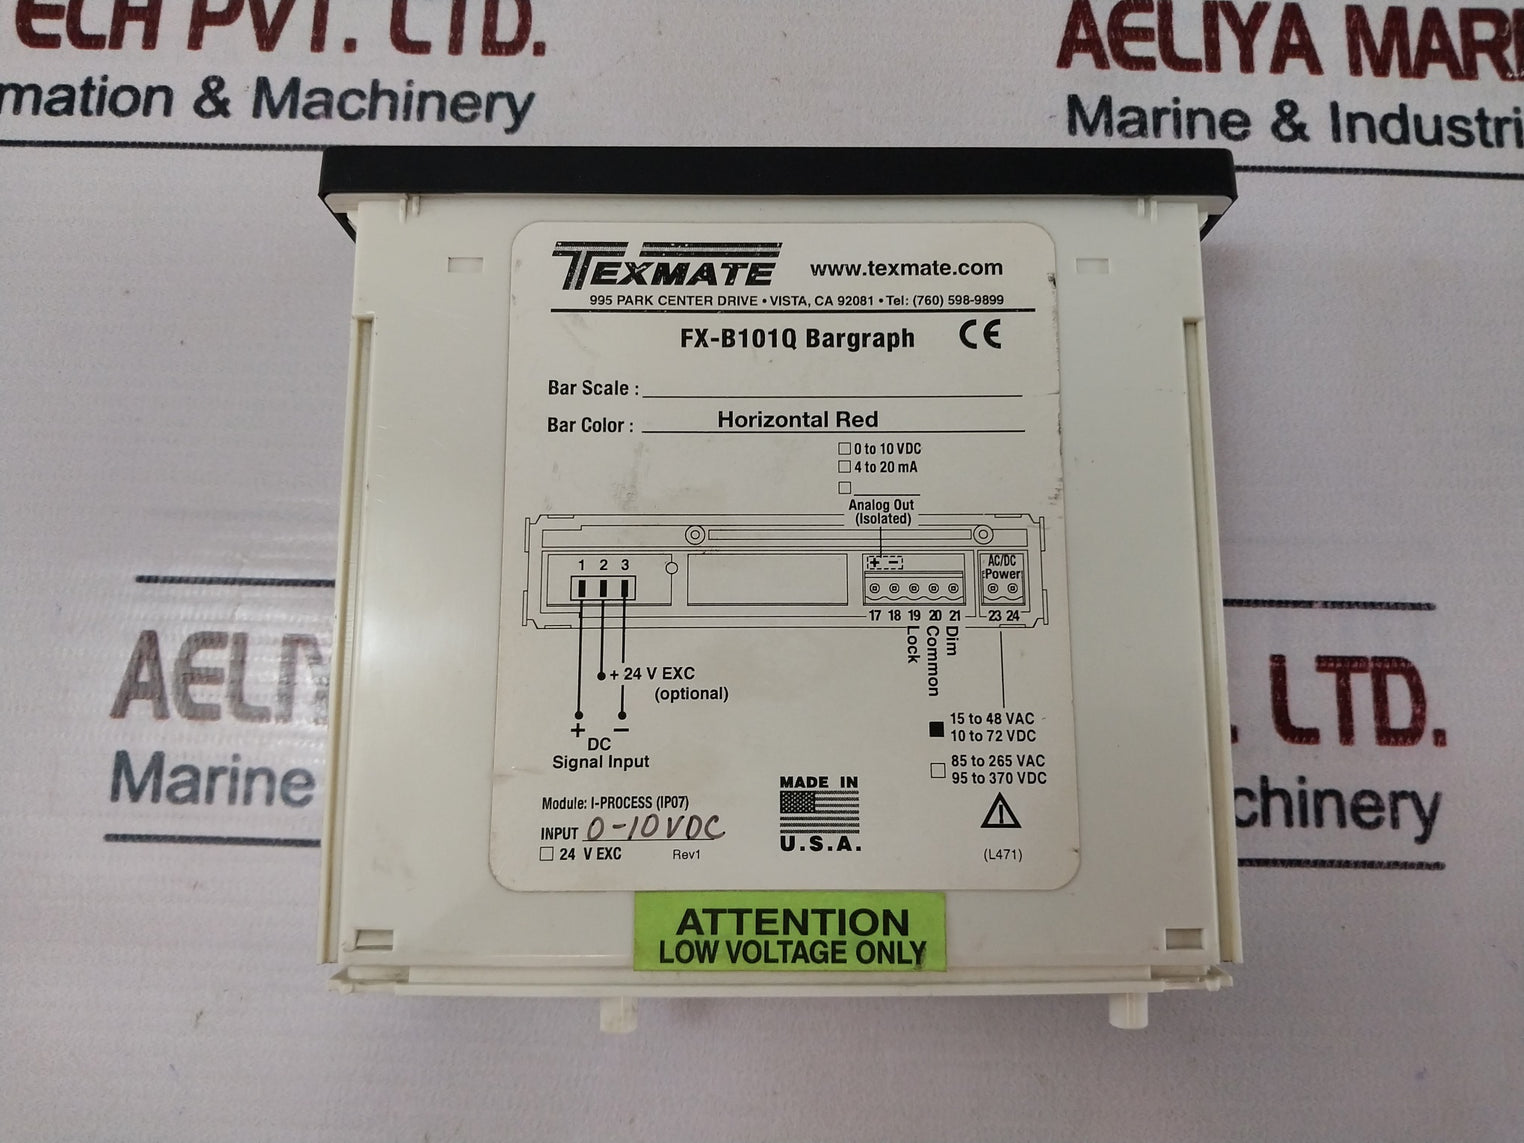 ECH PVT. LTD.
mation & Machinery
AELIYA MARI
Marine & Industri
TEXMATE
www.texmate.com
995 PARK CENTER DRIVE • VISTA, CA 92081 • Tel: (760) 598-9899
FX-B101Q Bargraph CE
Bar Scale :
Bar Color : Horizontal Red
0 to 10 VDC
4 to 20 mA
Analog Out
(Isolated)
1 2 3
+ −
AC/DC
Power
17 18 19 20 21 23 24
Lock
Common
Dim
+ 24 V EXC
(optional)
+ −
DC
Signal Input
15 to 48 VAC
10 to 72 VDC
85 to 265 VAC
95 to 370 VDC
Module: I-PROCESS (IP07)
INPUT 0-10VDC
24 V EXC Rev1
MADE IN
U.S.A.
(L471)
ATTENTION
LOW VOLTAGE ONLY
AELIY
Marine
. LTD.
chinery